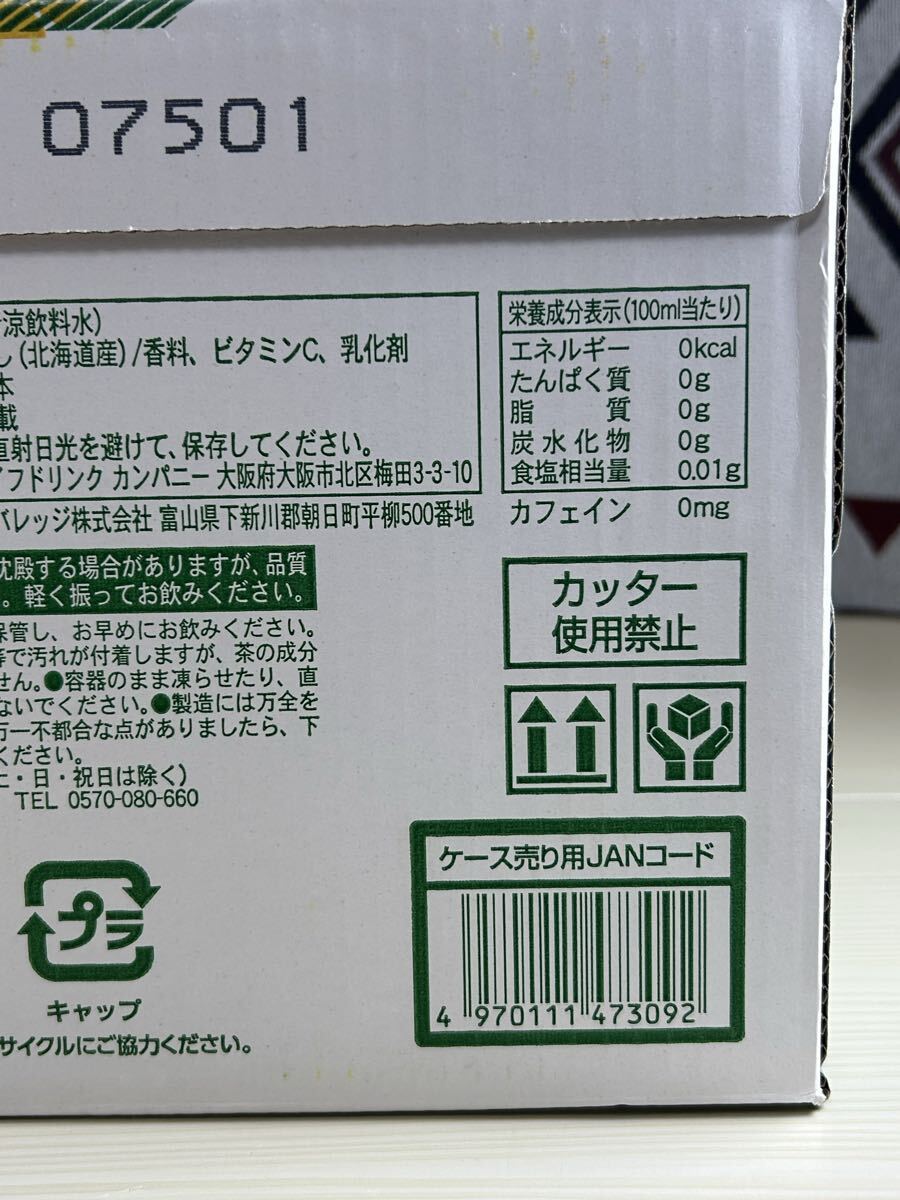 07501
涼飲料水)
し(北海道産)/香料、ビタミンC、乳化剤
本
載
直射日光を避けて、保存してください。
イフドリンク カンパニー 大阪府大阪市北区梅田3-3-10
バレッジ株式会社 富山県下新川郡朝日町平柳500番地
沈殿する場合がありますが、品質
。軽く振ってお飲みください。
保管し、お早めにお飲みください。
等で汚れが付着しますが、茶の成分
せん。●容器のまま凍らせたり、直
ないでください。●製造には万全を
万一不都合な点がありましたら、下
ください。
土・日・祝日は除く)
TEL 0570-080-660
プラ
キャップ
サイクルにご協力ください。
栄養成分表示(100ml当たり)
エネルギー 0kcal
たんぱく質 0g
脂質 0g
炭水化物 0g
食塩相当量 0.01g
カフェイン 0mg
カッター
使用禁止
ケース売り用JANコード
4 970111 473092